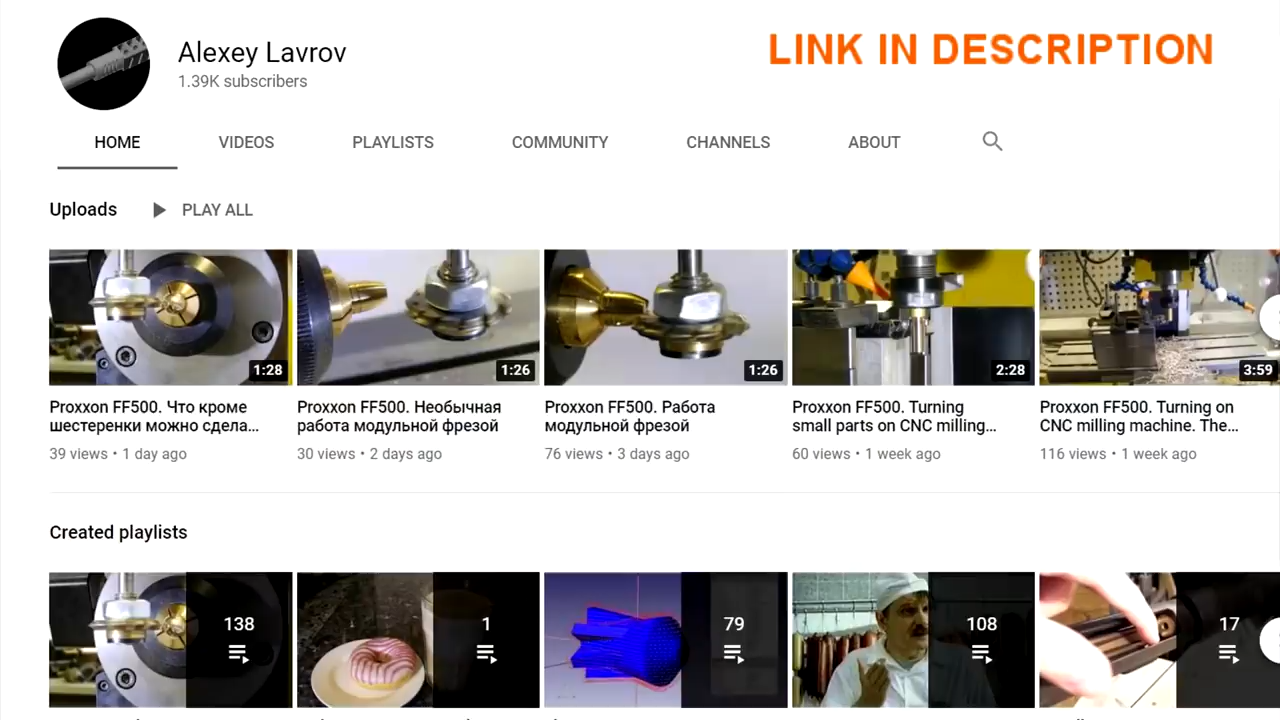 Alexey Lavrov
1.39K subscribers
LINK IN DESCRIPTION
HOME VIDEOS PLAYLISTS COMMUNITY CHANNELS ABOUT
Uploads PLAY ALL
1:28 1:26 1:26 2:28 3:59
Proxxon FF500. Что кроме
шестеренки можно сдела...
39 views • 1 day ago
Proxxon FF500. Необычная
работа модульной фрезой
30 views • 2 days ago
Proxxon FF500. Работа
модульной фрезой
76 views • 3 days ago
Proxxon FF500. Turning
small parts on CNC milling...
60 views • 1 week ago
Proxxon FF500. Turning on
CNC milling machine. The...
116 views • 1 week ago
Created playlists
138 1 79 108 17